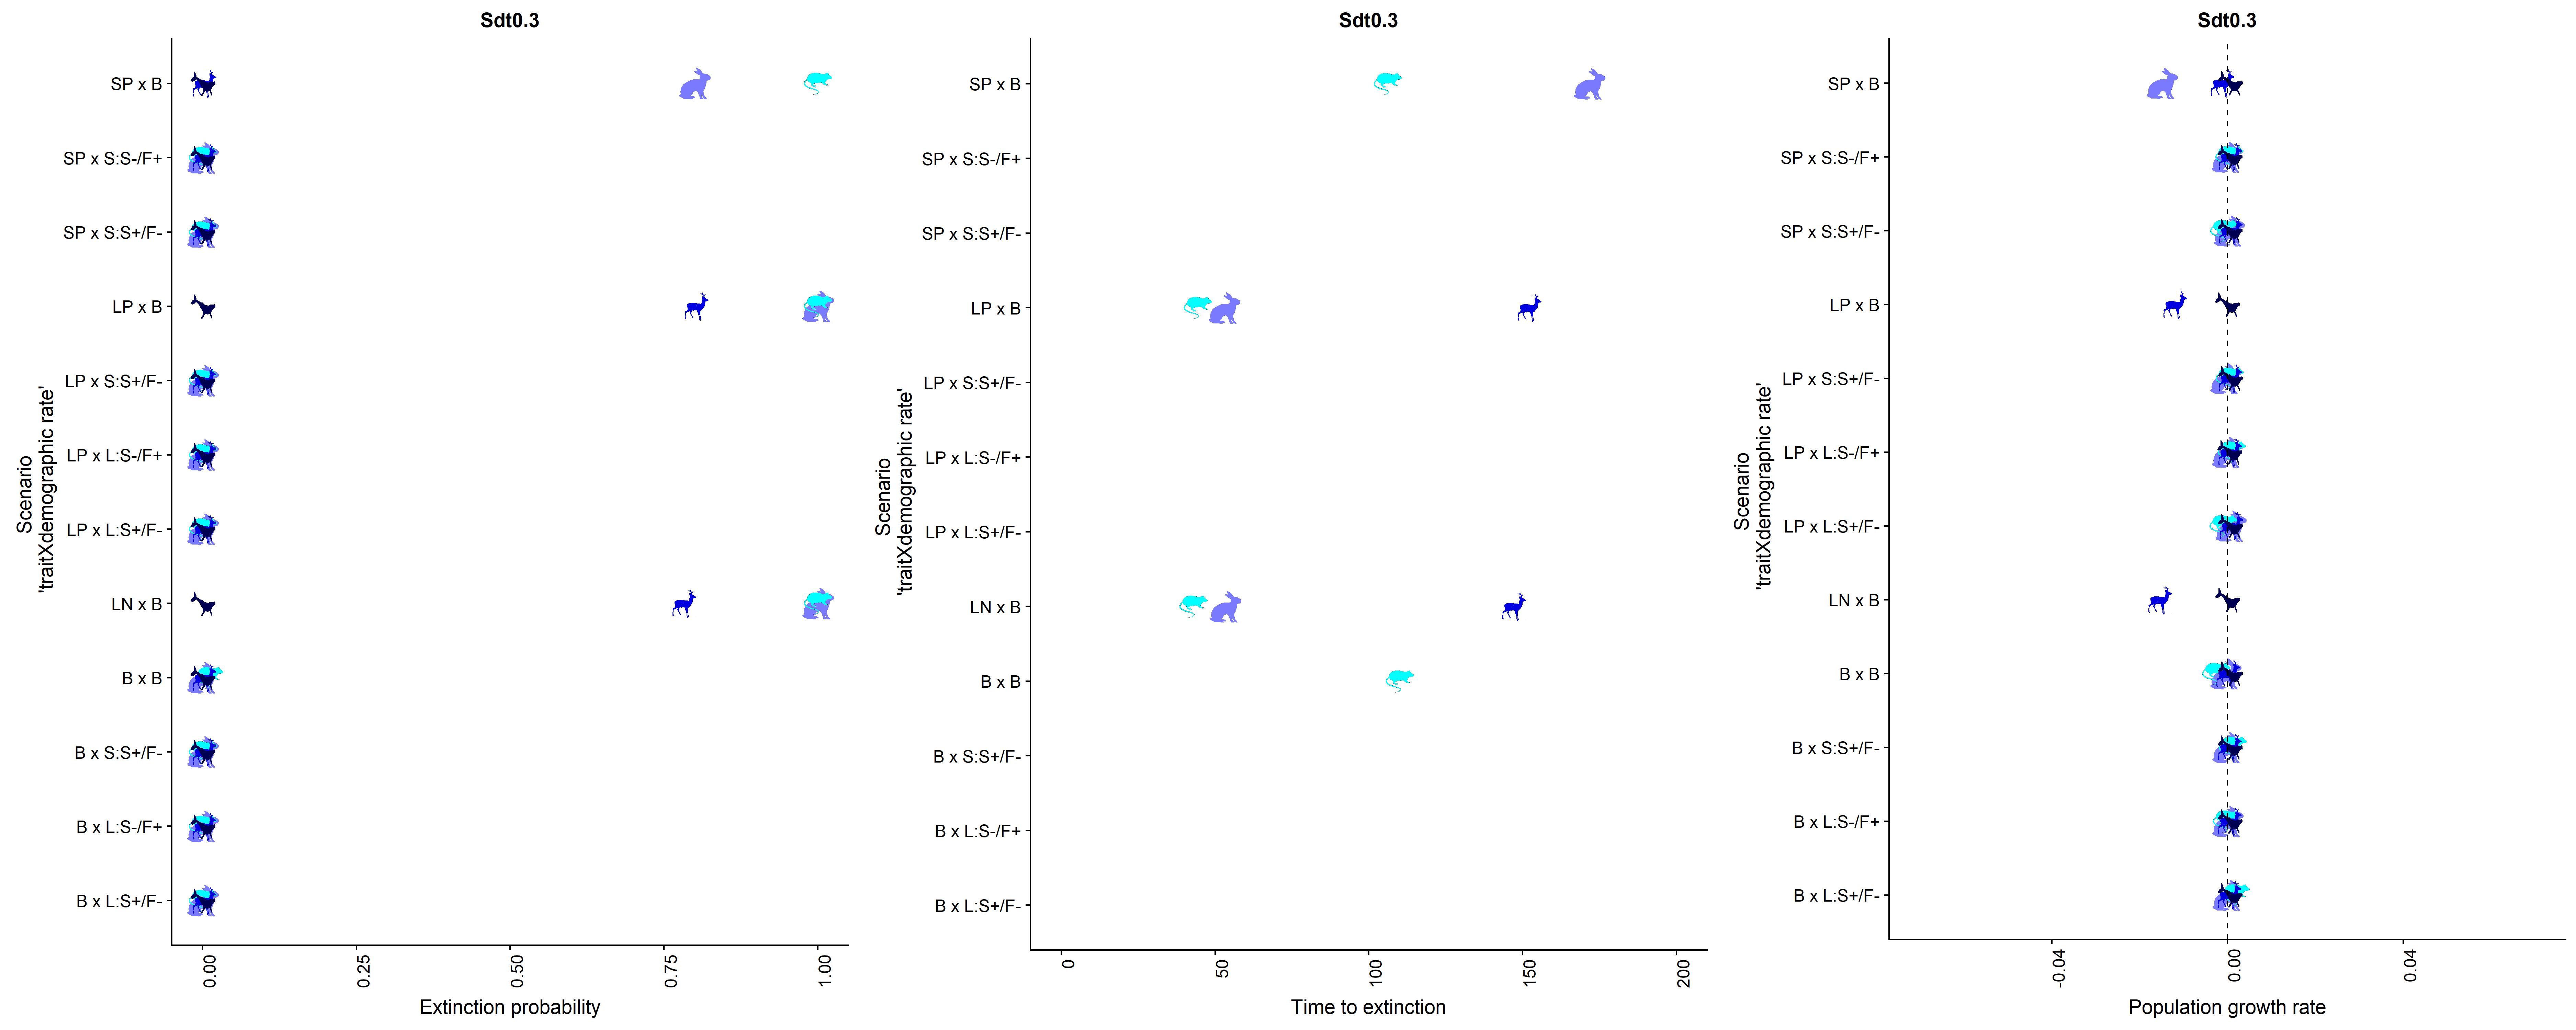 Sdt0.3
SP x B
SP x S:S-/F+
SP x S:S+/F-
LP x B
LP x S:S+/F-
LP x L:S-/F+
LP x L:S+/F-
LN x B
B x B
B x S:S+/F-
B x L:S-/F+
B x L:S+/F-
Scenario
'traitXdemographic rate'
0.00
0.25
0.50
0.75
1.00
Extinction probability
Sdt0.3
SP x B
SP x S:S-/F+
SP x S:S+/F-
LP x B
LP x S:S+/F-
LP x L:S-/F+
LP x L:S+/F-
LN x B
B x B
B x S:S+/F-
B x L:S-/F+
B x L:S+/F-
Scenario
'traitXdemographic rate'
0
50
100
150
200
Time to extinction
Sdt0.3
SP x B
SP x S:S-/F+
SP x S:S+/F-
LP x B
LP x S:S+/F-
LP x L:S-/F+
LP x L:S+/F-
LN x B
B x B
B x S:S+/F-
B x L:S-/F+
B x L:S+/F-
Scenario
'traitXdemographic rate'
-0.04
0.00
0.04
Population growth rate